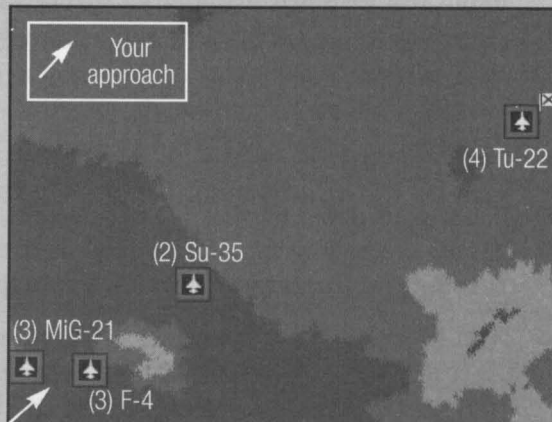 Your
approach
(4) Tu-22
(2) Su-35
(3) MiG-21
(3) F-4